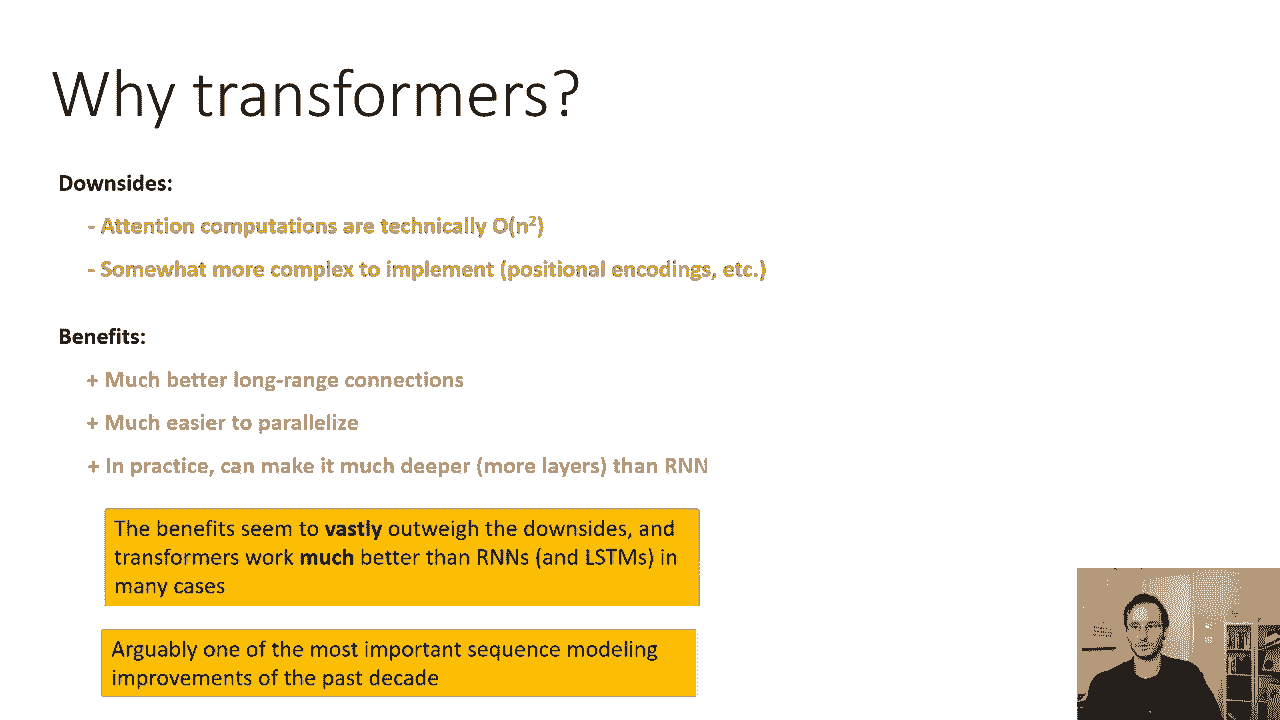 Why transformers?
Downsides:
- Attention computations are technically O(n²)
- Somewhat more complex to implement (positional encodings, etc.)
Benefits:
+ Much better long-range connections
+ Much easier to parallelize
+ In practice, can make it much deeper (more layers) than RNN
The benefits seem to vastly outweigh the downsides, and
transformers work much better than RNNs (and LSTMs) in
many cases
Arguably one of the most important sequence modeling
improvements of the past decade